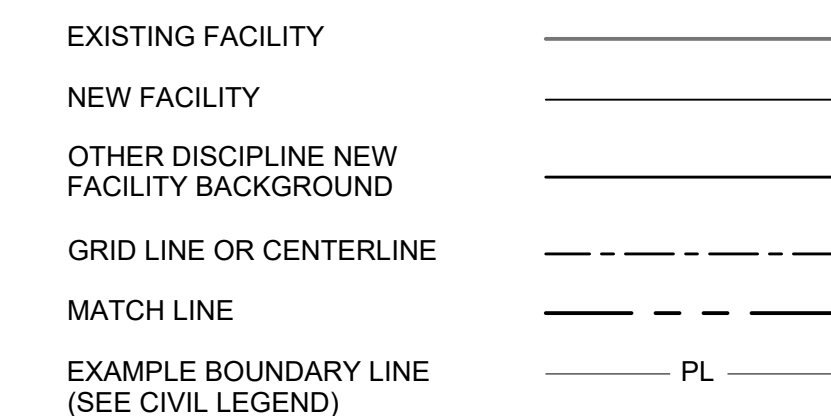 EXISTING FACILITY
NEW FACILITY
OTHER DISCIPLINE NEW
FACILITY BACKGROUND
GRID LINE OR CENTERLINE
MATCH LINE
EXAMPLE BOUNDARY LINE PL
(SEE CIVIL LEGEND)